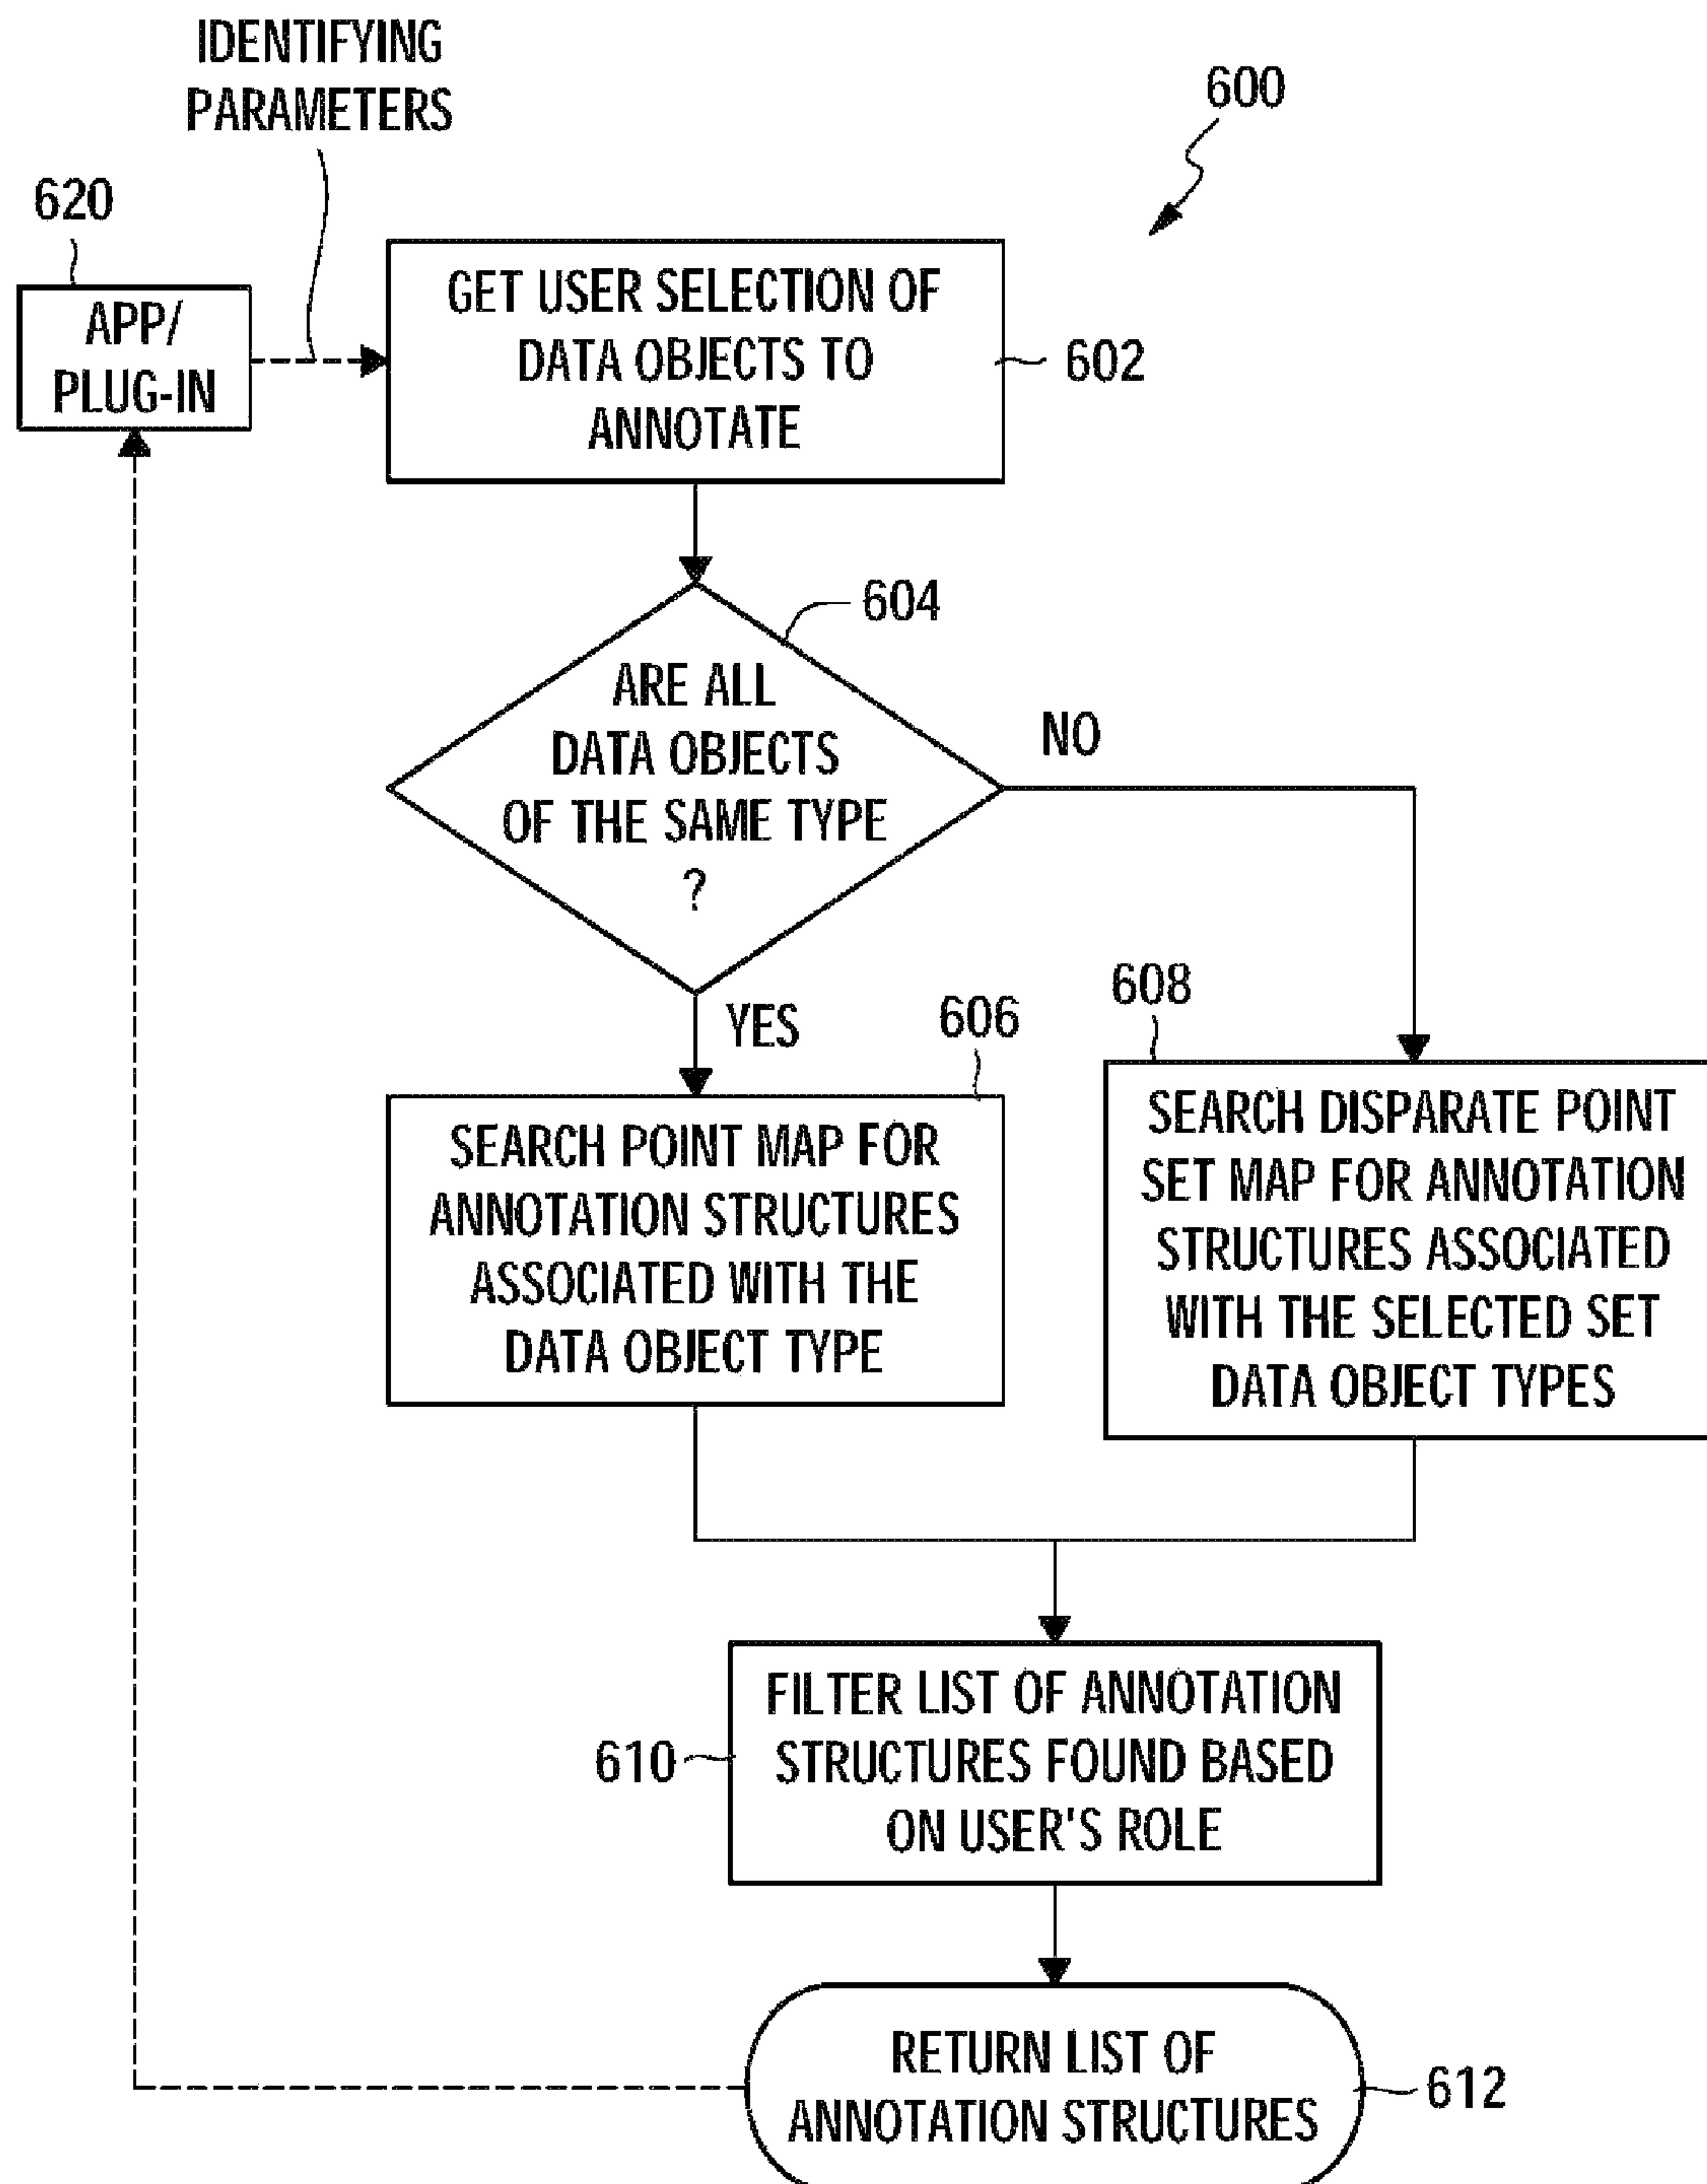 IDENTIFYING
PARAMETERS
600
620
APP/
PLUG-IN
GET USER SELECTION OF
DATA OBJECTS TO
ANNOTATE
602
604
ARE ALL
DATA OBJECTS
OF THE SAME TYPE
?
NO
YES
606
608
SEARCH POINT MAP FOR
ANNOTATION STRUCTURES
ASSOCIATED WITH THE
DATA OBJECT TYPE
SEARCH DISPARATE POINT
SET MAP FOR ANNOTATION
STRUCTURES ASSOCIATED
WITH THE SELECTED SET
DATA OBJECT TYPES
FILTER LIST OF ANNOTATION
STRUCTURES FOUND BASED
ON USER'S ROLE
610
RETURN LIST OF
ANNOTATION STRUCTURES
612